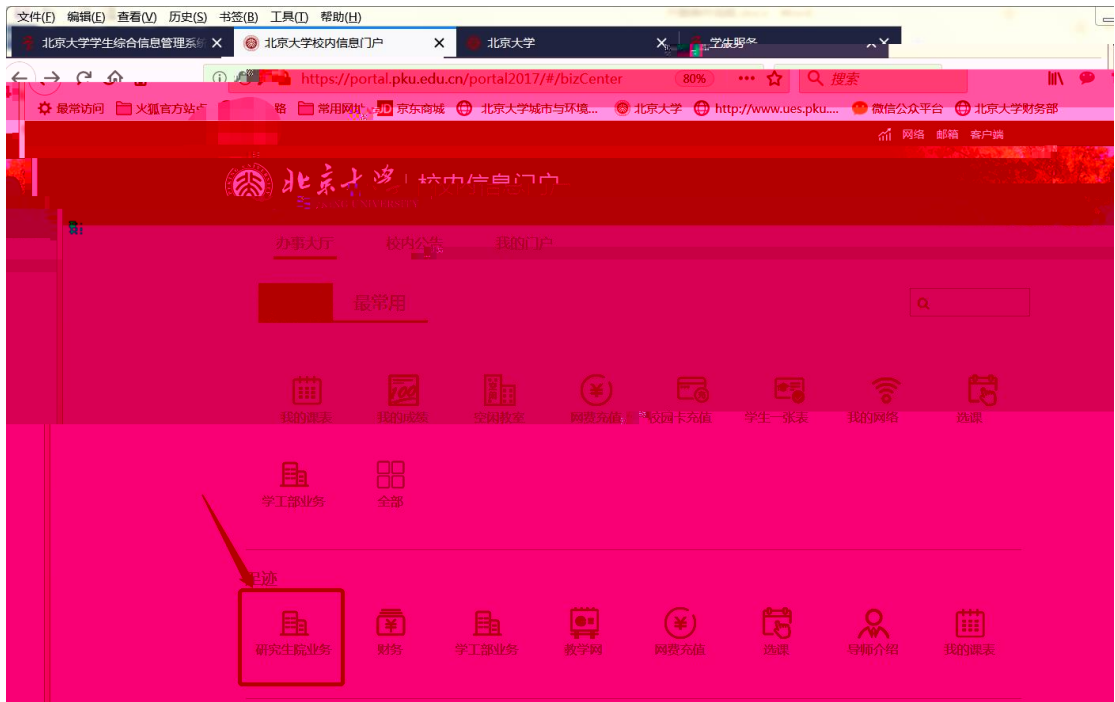 文件(F) 编辑(E) 查看(V) 历史(S) 书签(B) 工具(T) 帮助(H)
北京大学学生综合信息管理系统 × 北京大学校内信息门户 × 北京大学 ×
https://portal.pku.edu.cn/portal2017/#/bizCenter 80% ••• 搜索
最常访问 火狐官方站点 常用网址 JD 京东商城 北京大学城市与环境... 北京大学 http://www.ues.pku.... 微信公众平台 北京大学财务部
网络 邮箱 客户端
北京大学 校内信息门户
办事大厅 校内公告 我的门户
最常用
我的课表 我的成绩 空闲教室 网费充值 校园卡充值 学生一张表 我的网络 选课
学工部业务 全部
足迹
研究生院业务 财务 学工部业务 教学网 网费充值 选课 导师介绍 我的课表